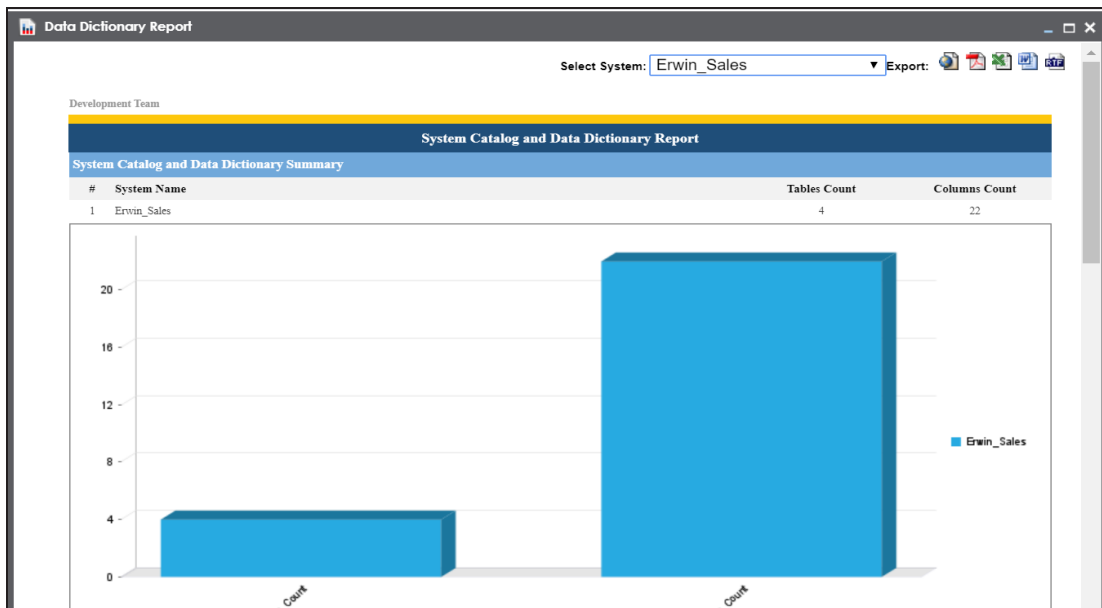 Data Dictionary Report
Select System: Erwin_Sales Export:
RTF
Development Team
System Catalog and Data Dictionary Report
System Catalog and Data Dictionary Summary
# System Name Tables Count Columns Count
1 Erwin_Sales 4 22
20
16
12
8
4
0
Erwin_Sales
Count
Count